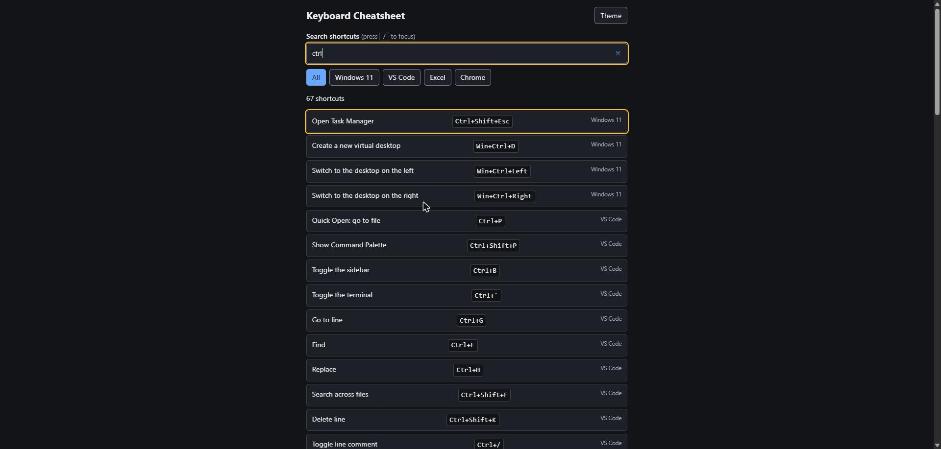 Keyboard Cheatsheet
Theme
Search shortcuts (press / to focus)
ctrl
All Windows 11 VS Code Excel Chrome
67 shortcuts
Open Task Manager Ctrl+Shift+Esc Windows 11
Create a new virtual desktop Win+Ctrl+D Windows 11
Switch to the desktop on the left Win+Ctrl+Left Windows 11
Switch to the desktop on the right Win+Ctrl+Right Windows 11
Quick Open: go to file Ctrl+P VS Code
Show Command Palette Ctrl+Shift+P VS Code
Toggle the sidebar Ctrl+B VS Code
Toggle the terminal Ctrl+` VS Code
Go to line Ctrl+G VS Code
Find Ctrl+F VS Code
Replace Ctrl+H VS Code
Search across files Ctrl+Shift+F VS Code
Delete line Ctrl+Shift+K VS Code
Toggle line comment Ctrl+/ VS Code